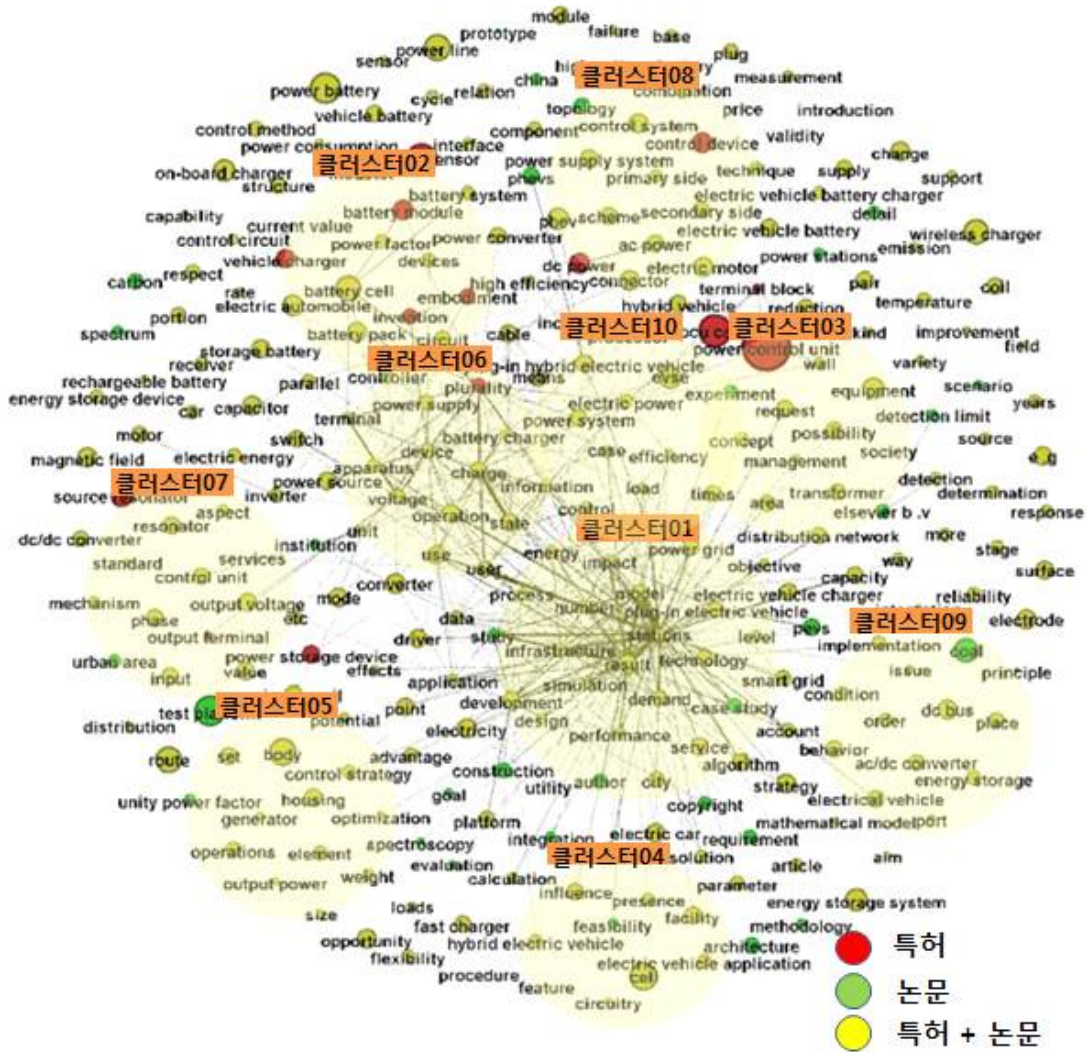 module
prototype
failure
base
power line
plug
sensor
클러스터08
china
measurement
power battery
cycle
relation
combination
vehicle battery
topology
price
introduction
control method
component
control system
validity
power consumption
interface
control device
클러스터02
sensor
power supply system
technique
supply
change
on-board charger
phevs
primary side
support
structure
battery system
electric vehicle battery charger
capability
battery module
phev
scheme
secondary side
detail
current value
electric vehicle battery
wireless charger
control circuit
power factor
power converter
ac power
power stations
emission
vehicle charger
devices
dc power
electric motor
carbon
respect
high efficiency
connector
terminal block
pair
coil
rate
battery cell
embodiment
hybrid vehicle
reduction
temperature
electric automobile
portion
invention
클러스터10
클러스터03
kind
improvement
spectrum
battery pack
circuit
cable
power control unit
field
storage battery
클러스터06
wall
variety
receiver
controller
plug-in hybrid electric vehicle
rechargeable battery
parallel
plurality
means
evse
equipment
scenario
energy storage device
car
capacitor
power supply
electric power
experiment
request
years
terminal
power system
detection limit
motor
switch
battery charger
concept
possibility
source
magnetic field
electric energy
device
case
efficiency
society
e.g
클러스터07
power source
apparatus
charge
management
source resonator
inverter
information
load
times
transformer
detection
determination
aspect
voltage
area
elsevier b.v
resonator
operation
state
control
response
dc/dc converter
unit
클러스터01
distribution network
more
standard
services
institution
power grid
stage
control unit
use
energy
impact
objective
way
user
capacity
surface
mechanism
converter
process
model
electric vehicle charger
output voltage
mode
number
plug-in electric vehicle
reliability
phase
etc
data
클러스터09
electrode
output terminal
driver
study
stations
level
pevs
implementation
goal
power storage device
infrastructure
urban area
value
effects
result
technology
issue
principle
input
application
simulation
smart grid
condition
클러스터05
demand
dc bus
test
potential
point
development
case study
order
place
distribution
design
account
electricity
performance
behavior
ac/dc converter
route
set
body
advantage
service
algorithm
energy storage
control strategy
construction
author
city
strategy
utility
electrical vehicle
unity power factor
housing
goal
copyright
port
generator
optimization
platform
mathematical model
integration
electric car
requirement
operations
element
spectroscopy
클러스터04
solution
article
aim
evaluation
output power
weight
calculation
influence
presence
parameter
energy storage system
size
loads
fast charger
feasibility
facility
methodology
opportunity
hybrid electric vehicle
architecture
flexibility
electric vehicle
application
procedure
cell
feature
circuitry
특허
논문
특허 + 논문